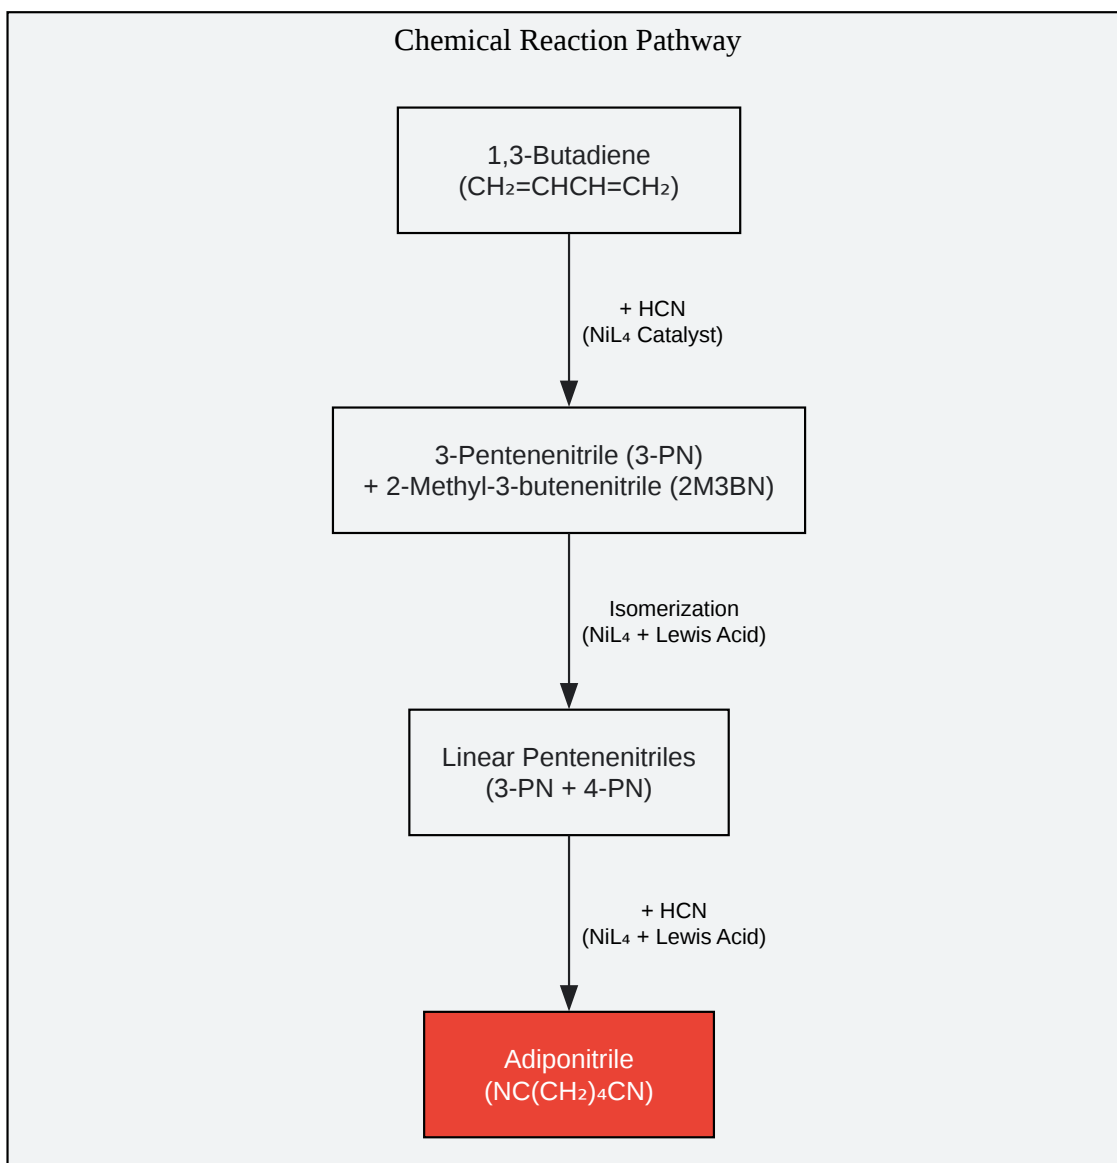 Chemical Reaction Pathway
1,3-Butadiene
(CH₂=CHCH=CH₂)
+ HCN
(NiL₄ Catalyst)
3-Pentenenitrile (3-PN)
+ 2-Methyl-3-butenenitrile (2M3BN)
Isomerization
(NiL₄ + Lewis Acid)
Linear Pentenenitriles
(3-PN + 4-PN)
+ HCN
(NiL₄ + Lewis Acid)
Adiponitrile
(NC(CH₂)₄CN)